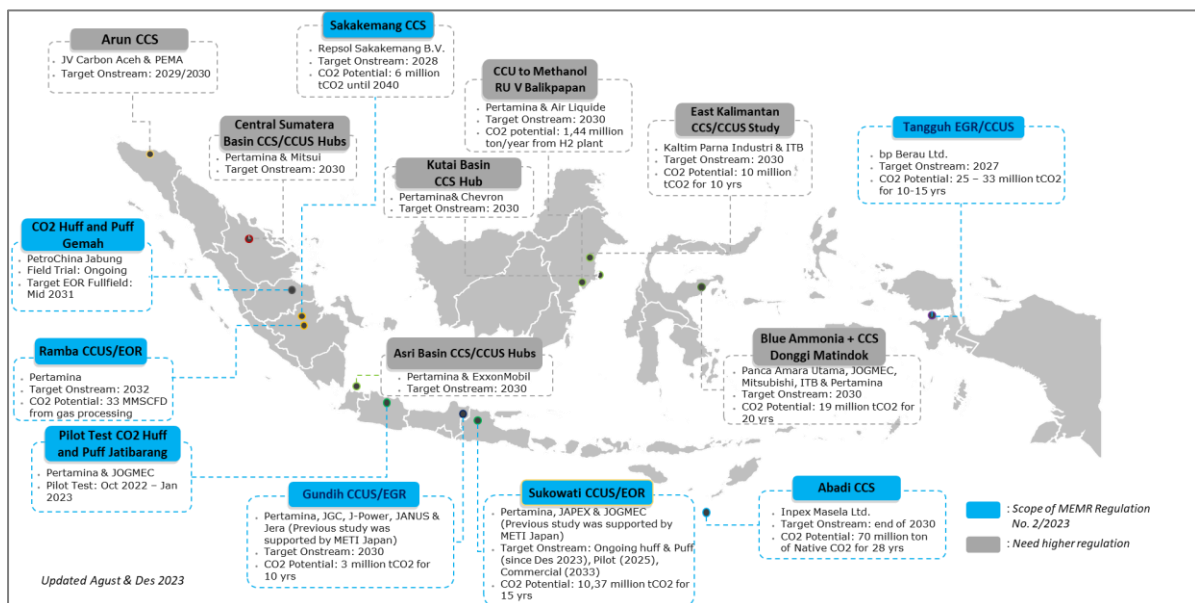 Arun CCS
JV Carbon Aceh & PEMA
Target Onstream: 2029/2030
Sakakemang CCS
Repsol Sakakemang B.V.
Target Onstream: 2028
CO2 Potential: 6 million
tCO2 until 2040
Central Sumatera
Basin CCS/CCUS Hubs
Pertamina & Mitsui
Target Onstream: 2030
CCU to Methanol
RU V Balikpapan
Pertamina & Air Liquide
Target Onstream: 2030
CO2 potential: 1,44 million
ton/year from H2 plant
Kutai Basin
CCS Hub
Pertamina& Chevron
Target Onstream: 2030
East Kalimantan
CCS/CCUS Study
Kaltim Parna Industri & ITB
Target Onstream: 2030
CO2 Potential: 10 million
tCO2 for 10 yrs
Tangguh EGR/CCUS
bp Berau Ltd.
Target Onstream: 2027
CO2 Potential: 25 – 33 million tCO2
for 10-15 yrs
CO2 Huff and Puff
Gemah
PetroChina Jabung
Field Trial: Ongoing
Target EOR Fullfield:
Mid 2031
Ramba CCUS/EOR
Pertamina
Target Onstream: 2032
CO2 Potential: 33 MMSCFD
from gas processing
Asri Basin CCS/CCUS Hubs
Pertamina & ExxonMobil
Target Onstream: 2030
Blue Ammonia + CCS
Donggi Matindok
Panca Amara Utama, JOGMEC,
Mitsubishi, ITB & Pertamina
Target Onstream: 2030
CO2 Potential: 19 million tCO2 for
20 yrs
Pilot Test CO2 Huff
and Puff Jatibarang
Pertamina & JOGMEC
Pilot Test: Oct 2022 – Jan
2023
Gundih CCUS/EGR
Pertamina, JGC, J-Power, JANUS &
Jera (Previous study was
supported by METI Japan)
Target Onstream: 2030
CO2 Potential: 3 million tCO2 for
10 yrs
Sukowati CCUS/EOR
Pertamina, JAPEX & JOGMEC
(Previous study was supported by
METI Japan)
Target Onstream: Ongoing huff & Puff
(since Des 2023), Pilot (2025),
Commercial (2033)
CO2 Potential: 10,37 million tCO2 for
15 yrs
Abadi CCS
Inpex Masela Ltd.
Target Onstream: end of 2030
CO2 Potential: 70 million ton
of Native CO2 for 28 yrs
: Scope of MEMR Regulation
No. 2/2023
: Need higher regulation
Updated Agust & Des 2023